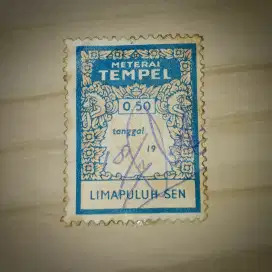 METERAI
TEMPEL
0.50
tanggal
19
LIMAPULUH SEN